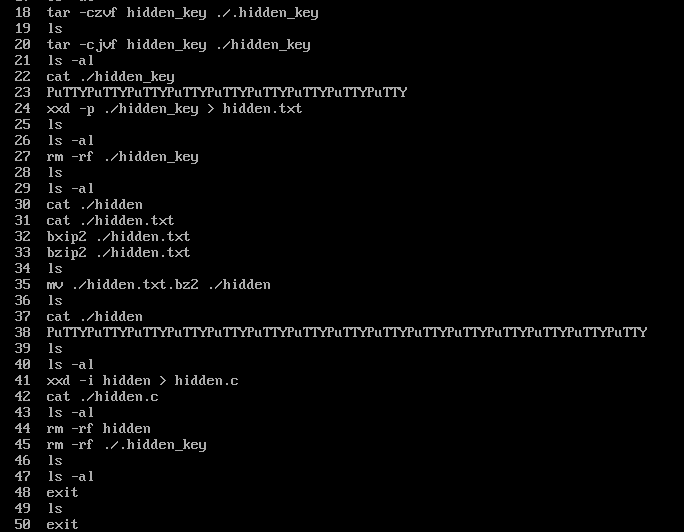 18 tar -czvf hidden_key ./.hidden_key
19 ls
20 tar -cjvf hidden_key ./hidden_key
21 ls -al
22 cat ./hidden_key
23 PuTTYPuTTYPuTTYPuTTYPuTTYPuTTYPuTTYPuTTYPuTTY
24 xxd -p ./hidden_key > hidden.txt
25 ls
26 ls -al
27 rm -rf ./hidden_key
28 ls
29 ls -al
30 cat ./hidden
31 cat ./hidden.txt
32 bxip2 ./hidden.txt
33 bzip2 ./hidden.txt
34 ls
35 mv ./hidden.txt.bz2 ./hidden
36 ls
37 cat ./hidden
38 PuTTYPuTTYPuTTYPuTTYPuTTYPuTTYPuTTYPuTTYPuTTYPuTTYPuTTYPuTTYPuTTYPuTTYPuTTY
39 ls
40 ls -al
41 xxd -i hidden > hidden.c
42 cat ./hidden.c
43 ls -al
44 rm -rf hidden
45 rm -rf ./.hidden_key
46 ls
47 ls -al
48 exit
49 ls
50 exit